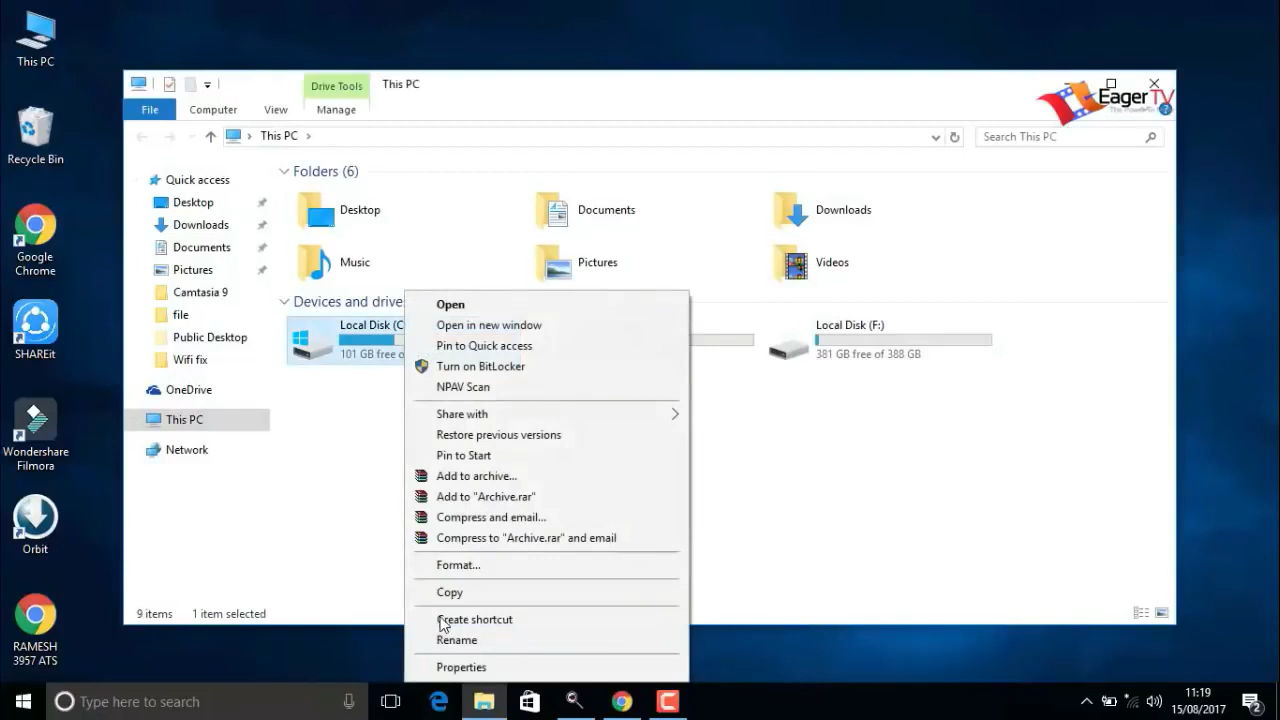 This PC
Recycle Bin
Google
Chrome
SHAREit
Wondershare
Filmora
Orbit
RAMESH
3957 ATS
Drive Tools
This PC
File
Computer
View
Manage
EagerTV
This PC
Search This PC
Quick access
Desktop
Downloads
Documents
Pictures
Camtasia 9
file
Public Desktop
Wifi fix
OneDrive
This PC
Network
Folders (6)
Desktop
Documents
Downloads
Music
Pictures
Videos
Devices and drive
Local Disk (C
101 GB free o
Local Disk (F:)
381 GB free of 388 GB
Open
Open in new window
Pin to Quick access
Turn on BitLocker
NPAV Scan
Share with
Restore previous versions
Pin to Start
Add to archive...
Add to "Archive.rar"
Compress and email...
Compress to "Archive.rar" and email
Format...
Copy
Create shortcut
Rename
Properties
9 items
1 item selected
Type here to search
11:19
15/08/2017
2